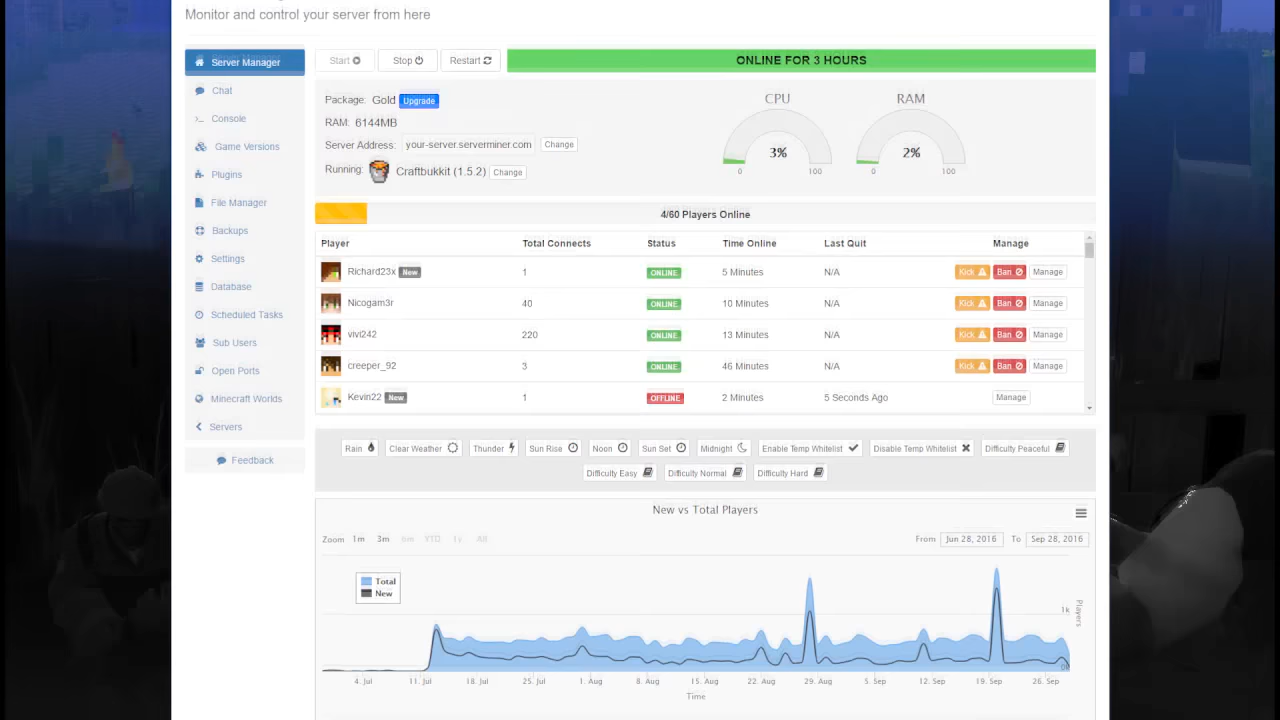 Monitor and control your server from here
Server Manager
Chat
Console
Game Versions
Plugins
File Manager
Backups
Settings
Database
Scheduled Tasks
Sub Users
Open Ports
Minecraft Worlds
Servers
Feedback
Start Stop Restart ONLINE FOR 3 HOURS
Package: Gold Upgrade
RAM: 6144MB
Server Address: your-server.serverminer.com Change
Running: Craftbukkit (1.5.2) Change
CPU
3%
0 100
RAM
2%
0 100
4/60 Players Online
Player Total Connects Status Time Online Last Quit Manage
Richard23x New 1 ONLINE 5 Minutes N/A Kick Ban Manage
Nicogam3r 40 ONLINE 10 Minutes N/A Kick Ban Manage
vivi242 220 ONLINE 13 Minutes N/A Kick Ban Manage
creeper_92 3 ONLINE 46 Minutes N/A Kick Ban Manage
Kevin22 New 1 OFFLINE 2 Minutes 5 Seconds Ago Manage
Rain Clear Weather Thunder Sun Rise Noon Sun Set Midnight Enable Temp Whitelist Disable Temp Whitelist Difficulty Peaceful
Difficulty Easy Difficulty Normal Difficulty Hard
New vs Total Players
Zoom 1m 3m 6m YTD 1y All From Jun 28, 2016 To Sep 28, 2016
Total
New
1k
Players
4. Jul 11. Jul 18. Jul 25. Jul 1. Aug 8. Aug 15. Aug 22. Aug 29. Aug 5. Sep 12. Sep 19. Sep 26. Sep
Time